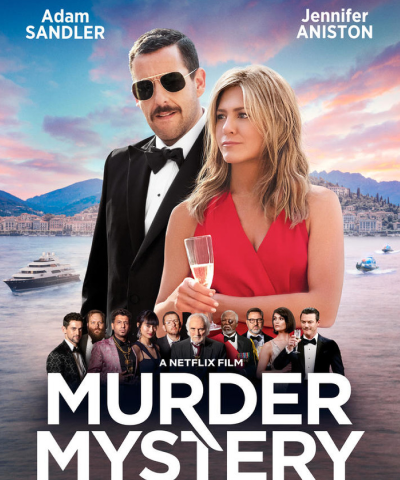 Adam
SANDLER
Jennifer
ANISTON
A NETFLIX FILM
MURDER
MYSTERY